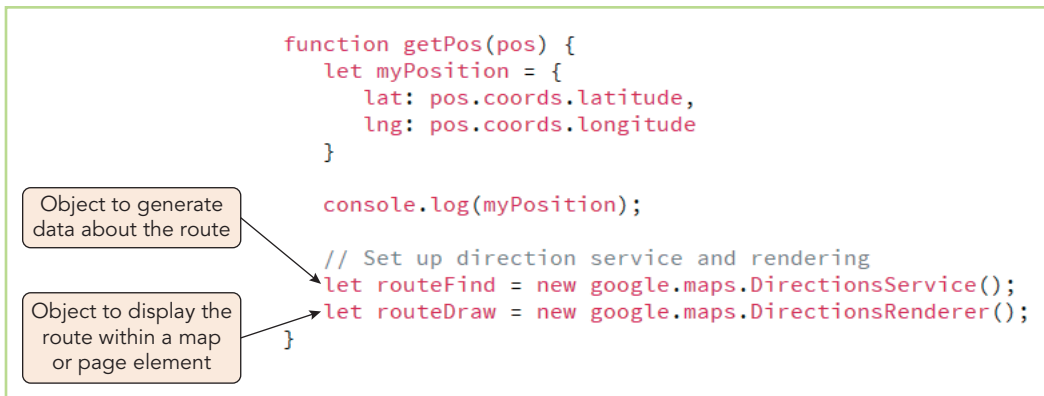 function getPos(pos) {
let myPosition = {
lat: pos.coords.latitude,
lng: pos.coords.longitude
}
console.log(myPosition);
// Set up direction service and rendering
let routeFind = new google.maps.DirectionsService();
let routeDraw = new google.maps.DirectionsRenderer();
}
Object to generate
data about the route
Object to display the
route within a map
or page element